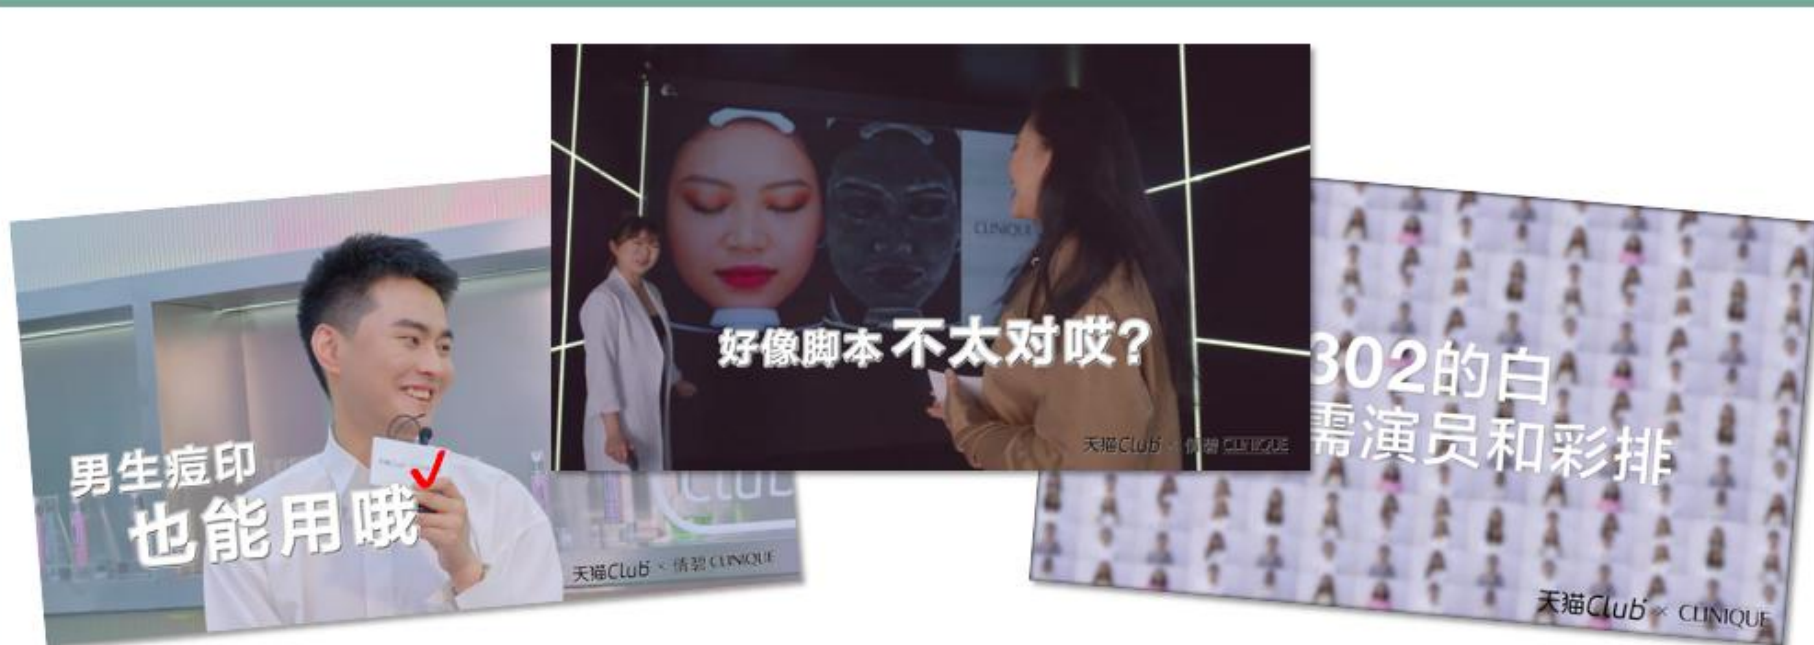 男生痘印
也能用哦
天猫Club × 倩碧 CLINIQUE
CLUB
CLINIQUE
好像脚本不太对哎?
天猫Club × 倩碧 CLINIQUE
302的白
需演员和彩排
天猫Club × CLINIQUE